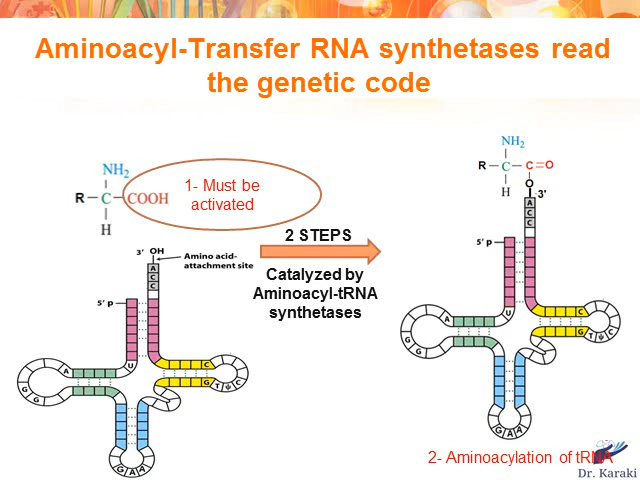 Aminoacyl-Transfer RNA synthetases read
the genetic code
NH2
R C COOH
H
1- Must be
activated
3' OH
Amino acid-
attachment site
A
C
C
5' p
U
A
G
G
C
G
T Ψ C
G A A
2 STEPS
Catalyzed by
Aminoacyl-tRNA
synthetases
NH2
R C C O
H
O
3'
A
C
C
5' p
U
A
G
G
C
G
T Ψ C
G A A
2- Aminoacylation of tRNA
Dr. Karaki